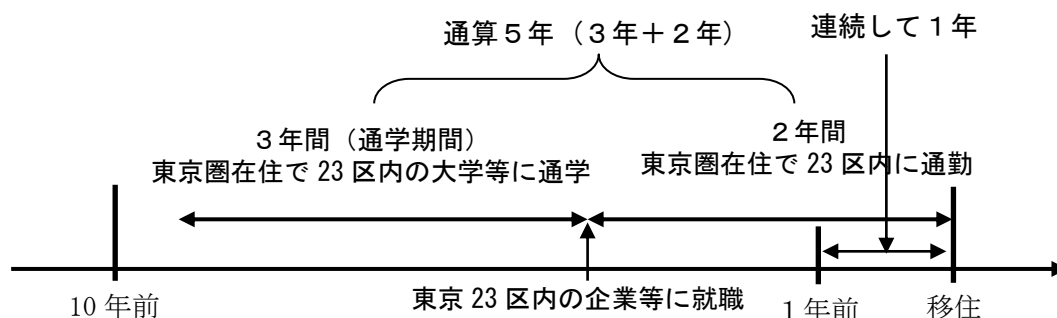 通算５年（３年＋２年）
連続して１年
３年間（通学期間）
東京圏在住で 23 区内の大学等に通学
２年間
東京圏在住で 23 区内に通勤
10 年前
東京 23 区内の企業等に就職
１年前
移住